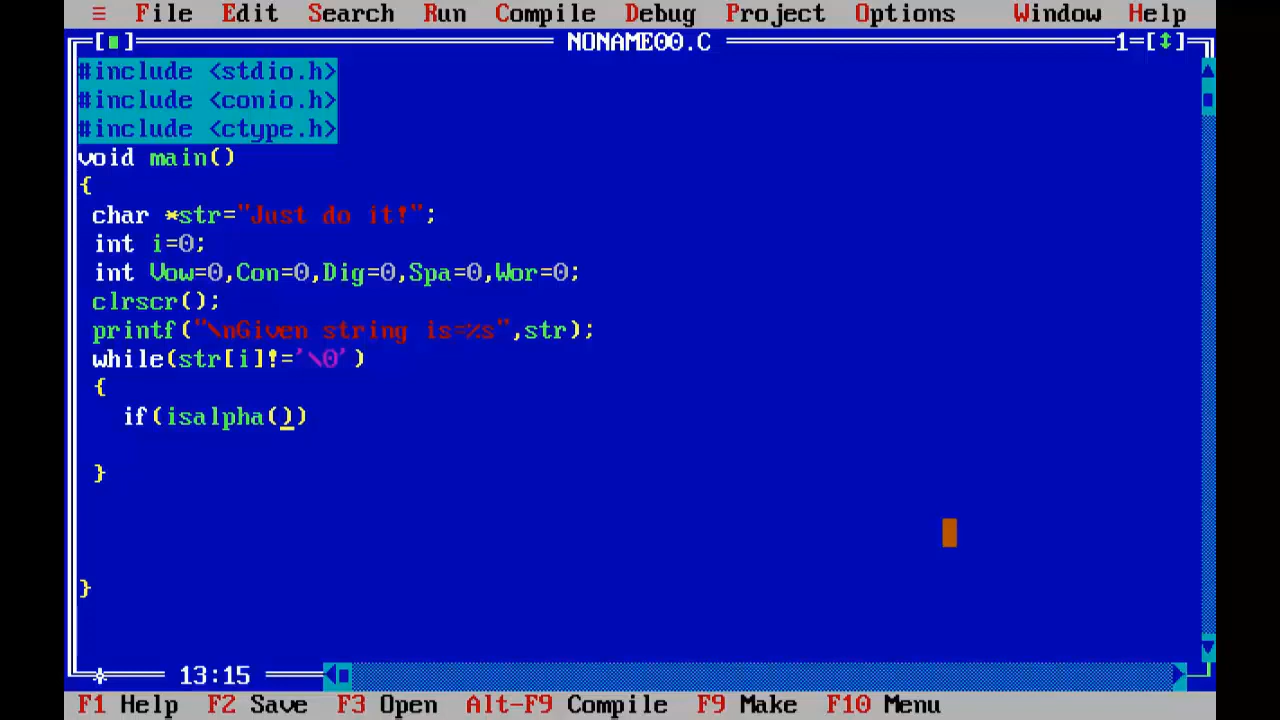 ≡ File Edit Search Run Compile Debug Project Options Window Help
[■] NONAME00.C 1=[↕]
#include <stdio.h>
#include <conio.h>
#include <ctype.h>
void main()
{
char *str="Just do it!";
int i=0;
int Vow=0,Con=0,Dig=0,Spa=0,Wor=0;
clrscr();
printf("\nGiven string is=%s",str);
while(str[i]!='\0')
{
if(isalpha())
}
}
13:15
F1 Help F2 Save F3 Open Alt-F9 Compile F9 Make F10 Menu